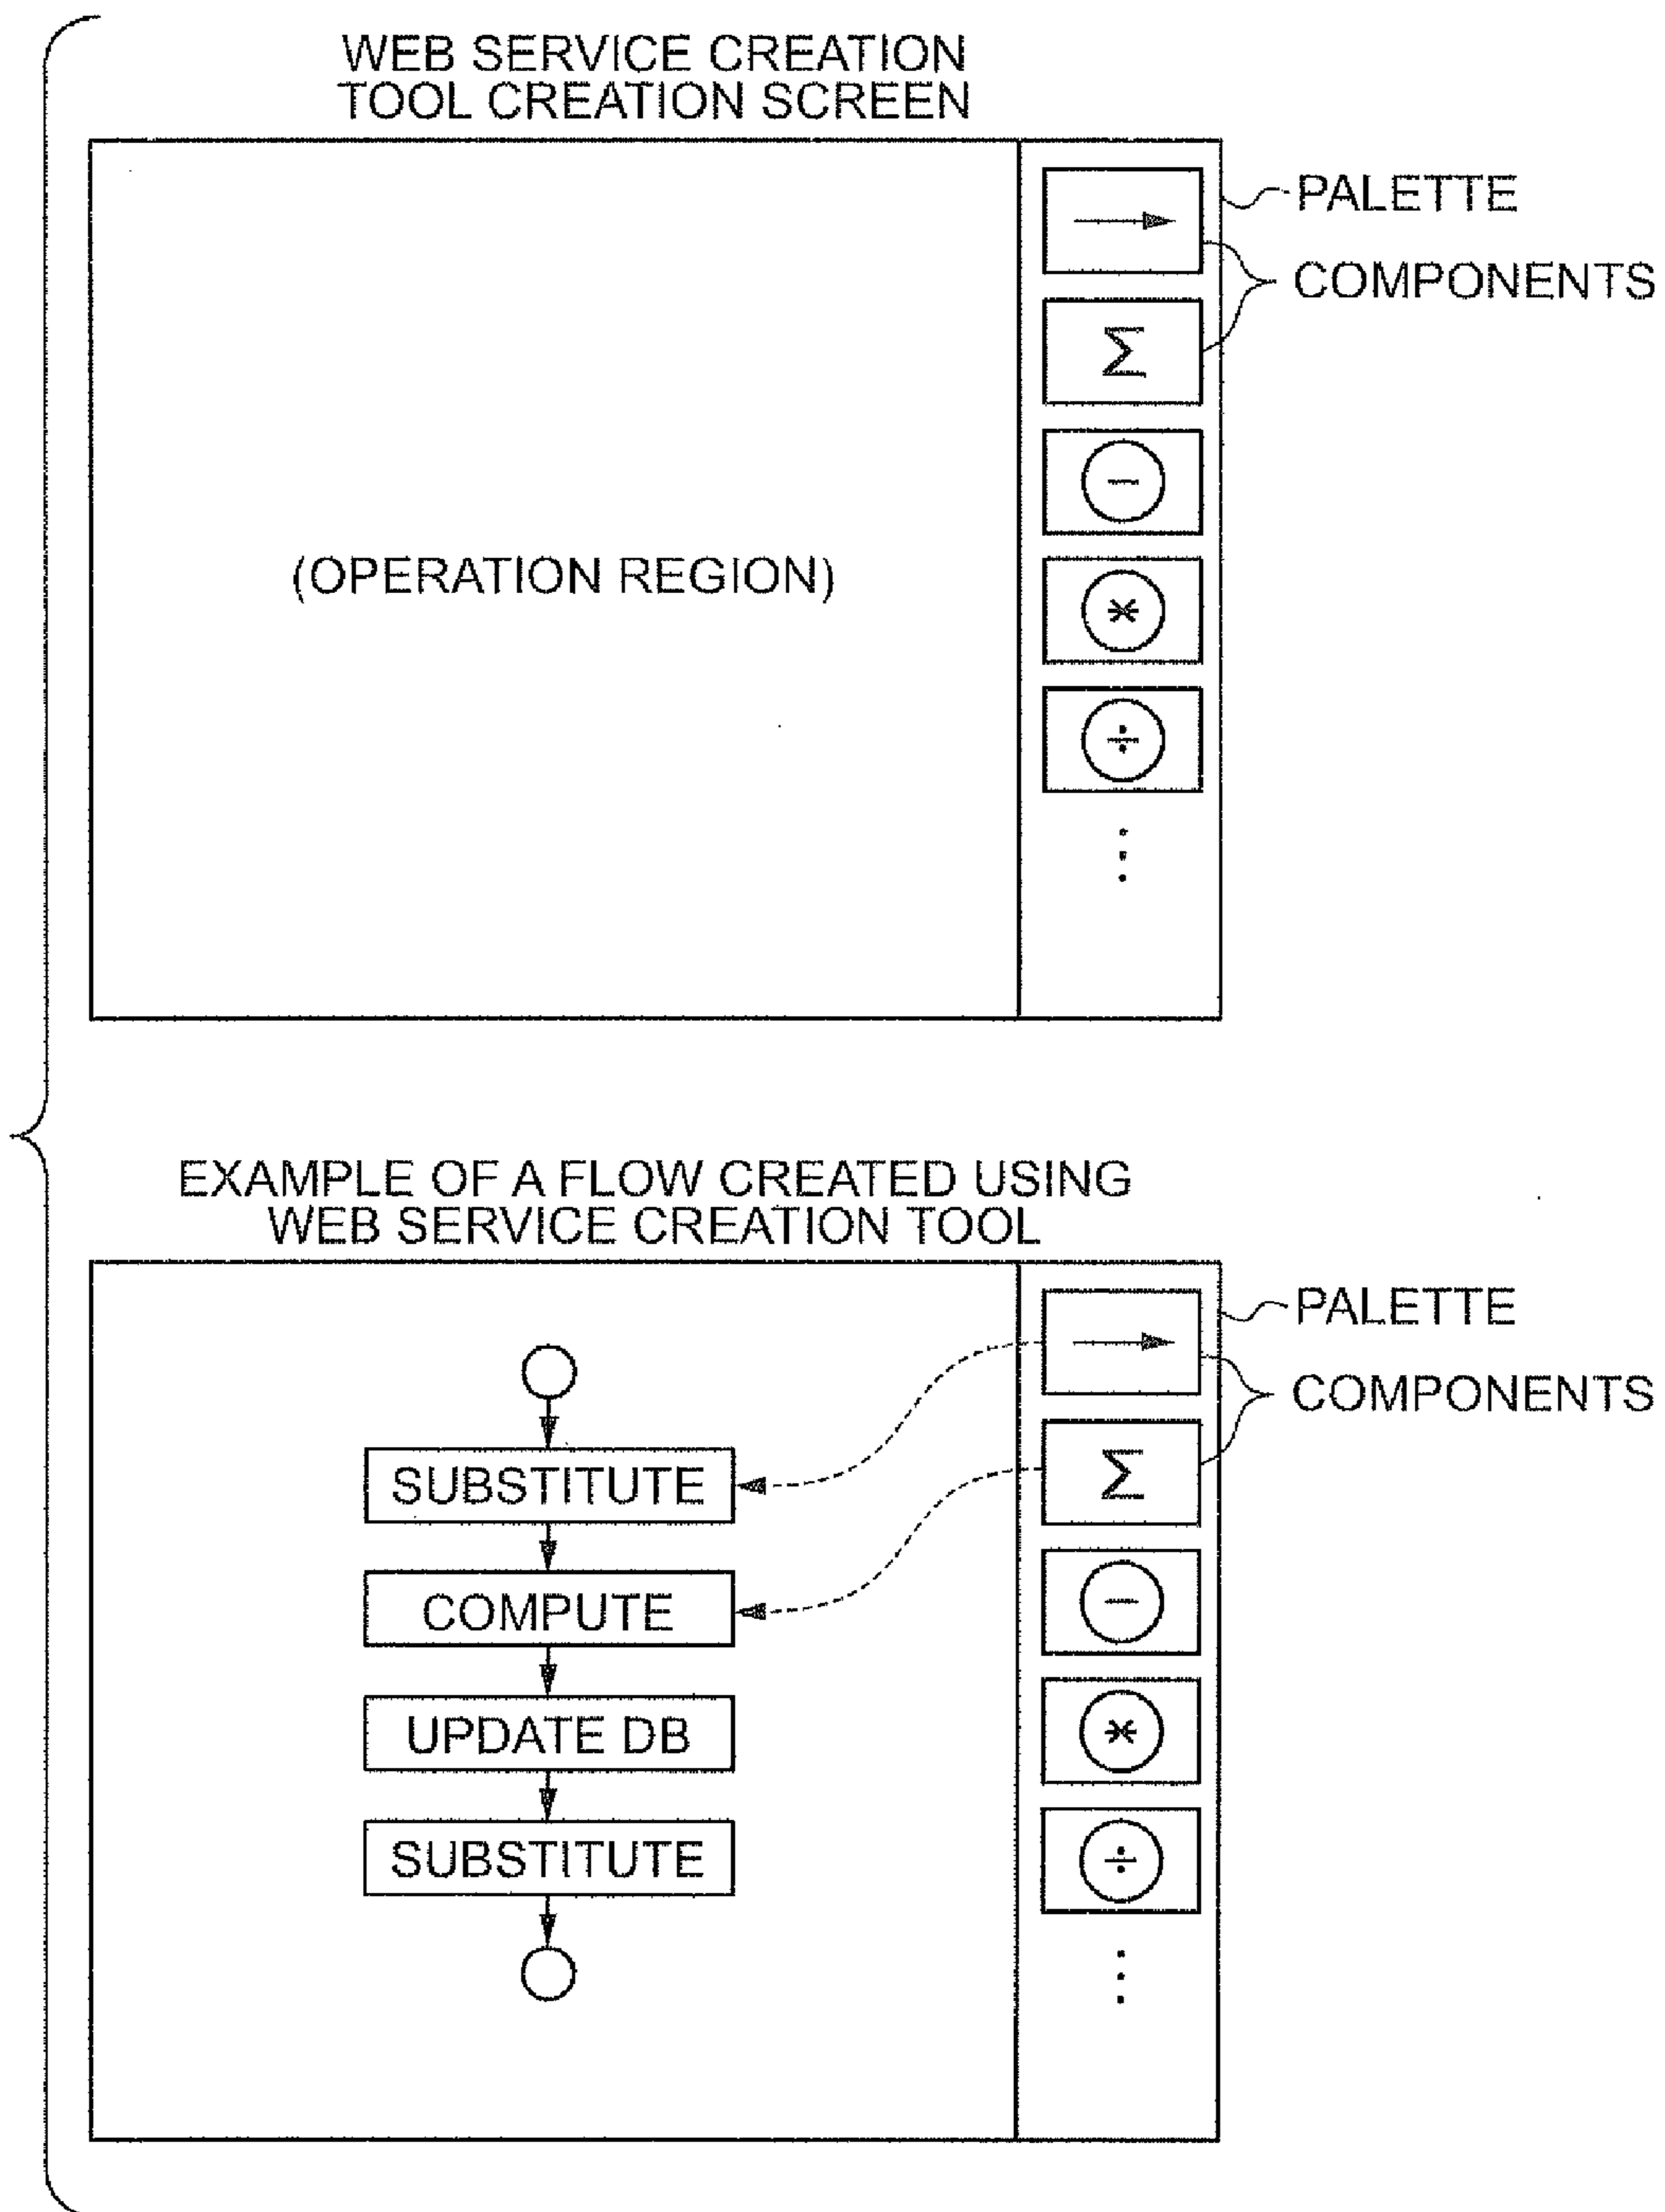 WEB SERVICE CREATION
TOOL CREATION SCREEN
PALETTE
COMPONENTS
Σ
−
*
(OPERATION REGION)
÷
EXAMPLE OF A FLOW CREATED USING
WEB SERVICE CREATION TOOL
PALETTE
COMPONENTS
SUBSTITUTE
Σ
COMPUTE
−
UPDATE DB
*
SUBSTITUTE
÷